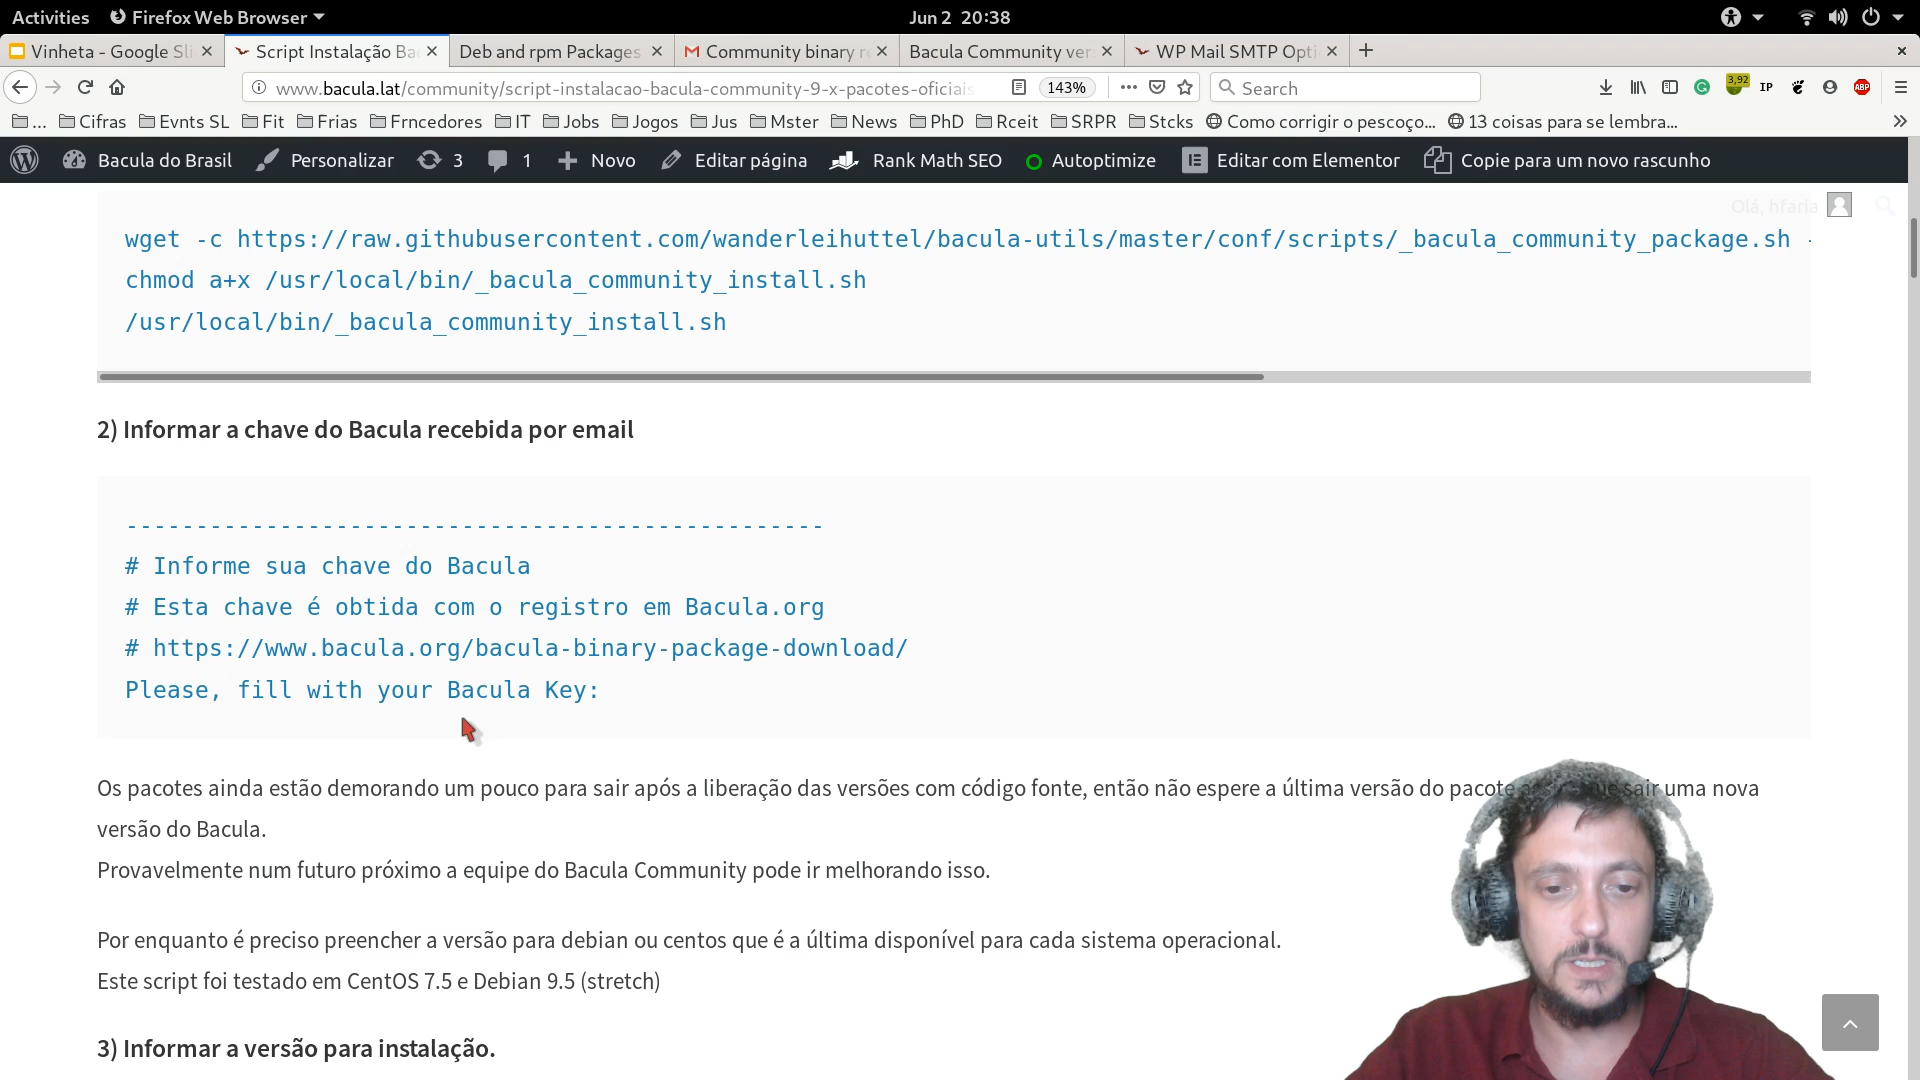 Activities Firefox Web Browser Jun 2 20:38
Vinheta - Google Sli Script Instalação Ba Deb and rpm Packages Community binary r Bacula Community ver WP Mail SMTP Opti
www.bacula.lat/community/script-instalacao-bacula-community-9-x-pacotes-oficiais 143% Search 3,92 IP ABP
... Cifras Evnts SL Fit Frias Frncedores IT Jobs Jogos Jus Mster News PhD Rceit SRPR Stcks Como corrigir o pescoço... 13 coisas para se lembra...
Bacula do Brasil Personalizar 3 1 Novo Editar página Rank Math SEO Autoptimize Editar com Elementor Copie para um novo rascunho
Olá, hfaria
wget -c https://raw.githubusercontent.com/wanderleihuttel/bacula-utils/master/conf/scripts/_bacula_community_package.sh -
chmod a+x /usr/local/bin/_bacula_community_install.sh
/usr/local/bin/_bacula_community_install.sh
2) Informar a chave do Bacula recebida por email
--------------------------------------------------
# Informe sua chave do Bacula
# Esta chave é obtida com o registro em Bacula.org
# https://www.bacula.org/bacula-binary-package-download/
Please, fill with your Bacula Key:
Os pacotes ainda estão demorando um pouco para sair após a liberação das versões com código fonte, então não espere a última versão do pacote sair uma nova
versão do Bacula.
Provavelmente num futuro próximo a equipe do Bacula Community pode ir melhorando isso.
Por enquanto é preciso preencher a versão para debian ou centos que é a última disponível para cada sistema operacional.
Este script foi testado em CentOS 7.5 e Debian 9.5 (stretch)
3) Informar a versão para instalação.